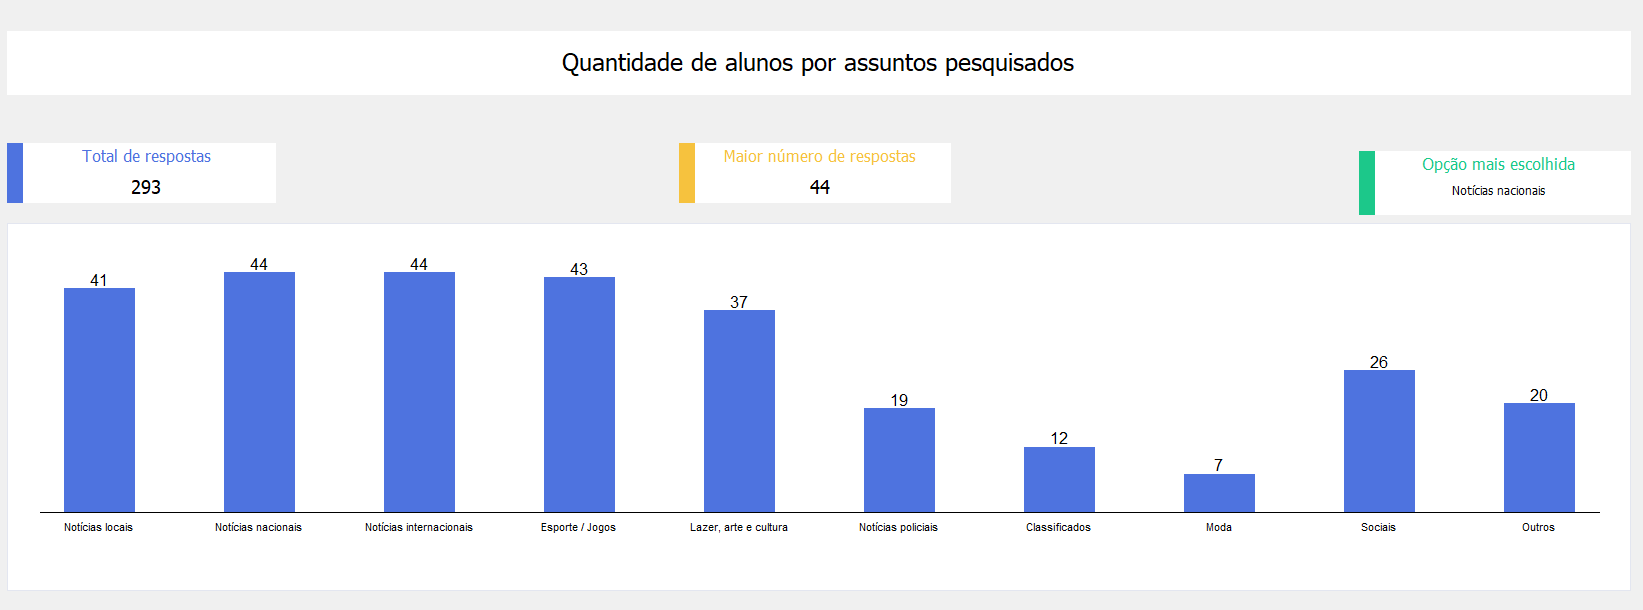 Quantidade de alunos por assuntos pesquisados
Total de respostas
293
Maior número de respostas
44
Opção mais escolhida
Notícias nacionais
41
44
44
43
37
19
12
7
26
20
Notícias locais
Notícias nacionais
Notícias internacionais
Esporte / Jogos
Lazer, arte e cultura
Notícias policiais
Classificados
Moda
Sociais
Outros